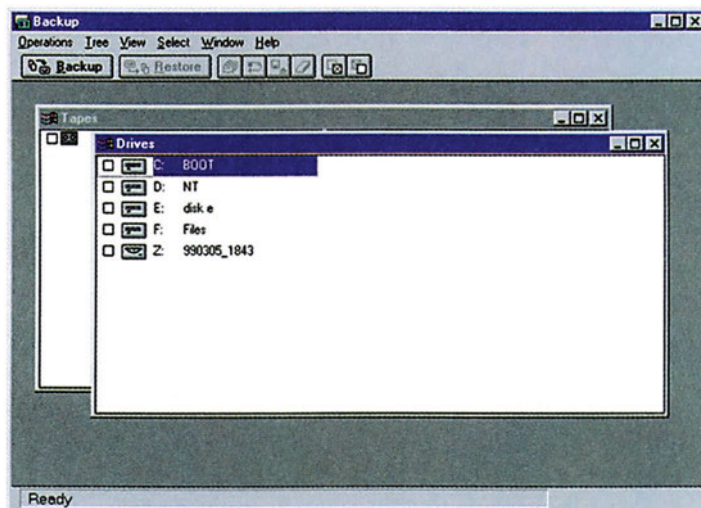 Backup
Operations Tree View Select Window Help
Backup Restore
Tapes
Drives
C: BOOT
D: NT
E: disk e
F: Files
Z: 990305_1843
Ready